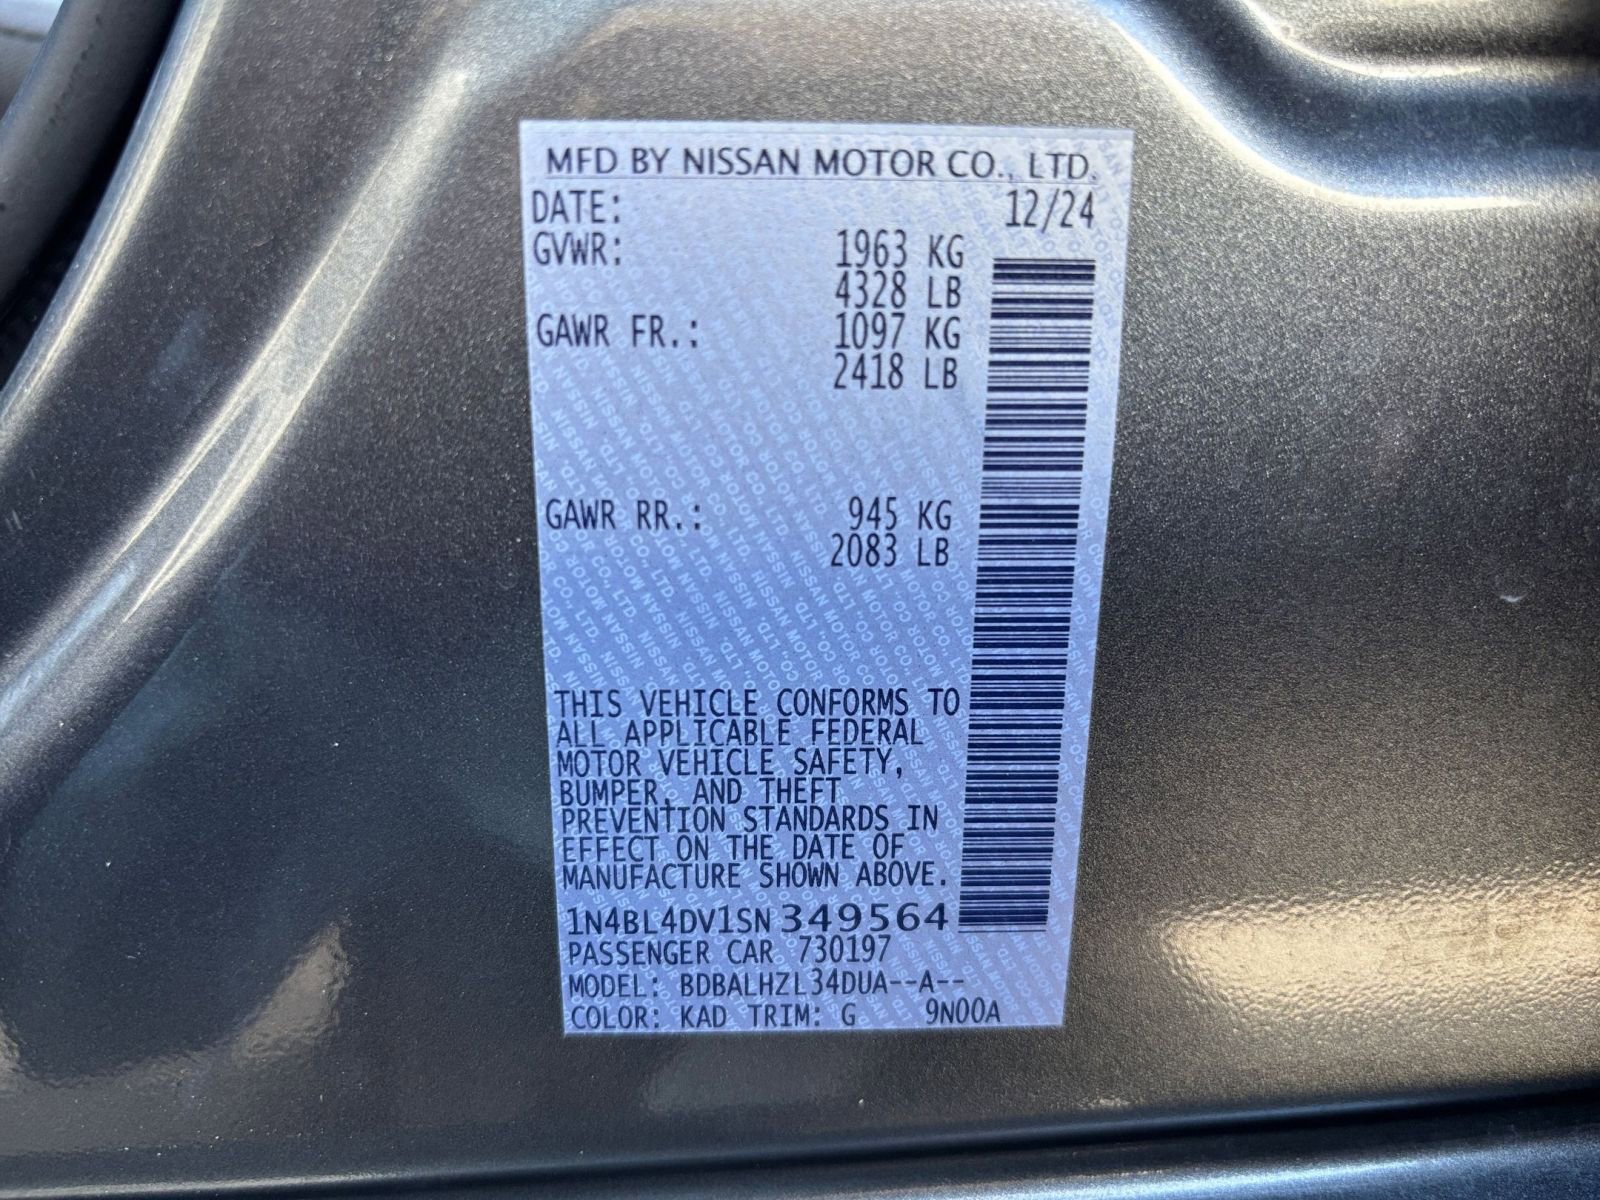 MFD BY NISSAN MOTOR CO., LTD.
DATE: 12/24
GVWR: 1963 KG
4328 LB
GAWR FR.: 1097 KG
2418 LB
GAWR RR.: 945 KG
2083 LB
THIS VEHICLE CONFORMS TO
ALL APPLICABLE FEDERAL
MOTOR VEHICLE SAFETY,
BUMPER, AND THEFT
PREVENTION STANDARDS IN
EFFECT ON THE DATE OF
MANUFACTURE SHOWN ABOVE.
1N4BL4DV1SN349564
PASSENGER CAR 730197
MODEL: BDBALHZL34DUA--A--
COLOR: KAD TRIM: G 9N00A